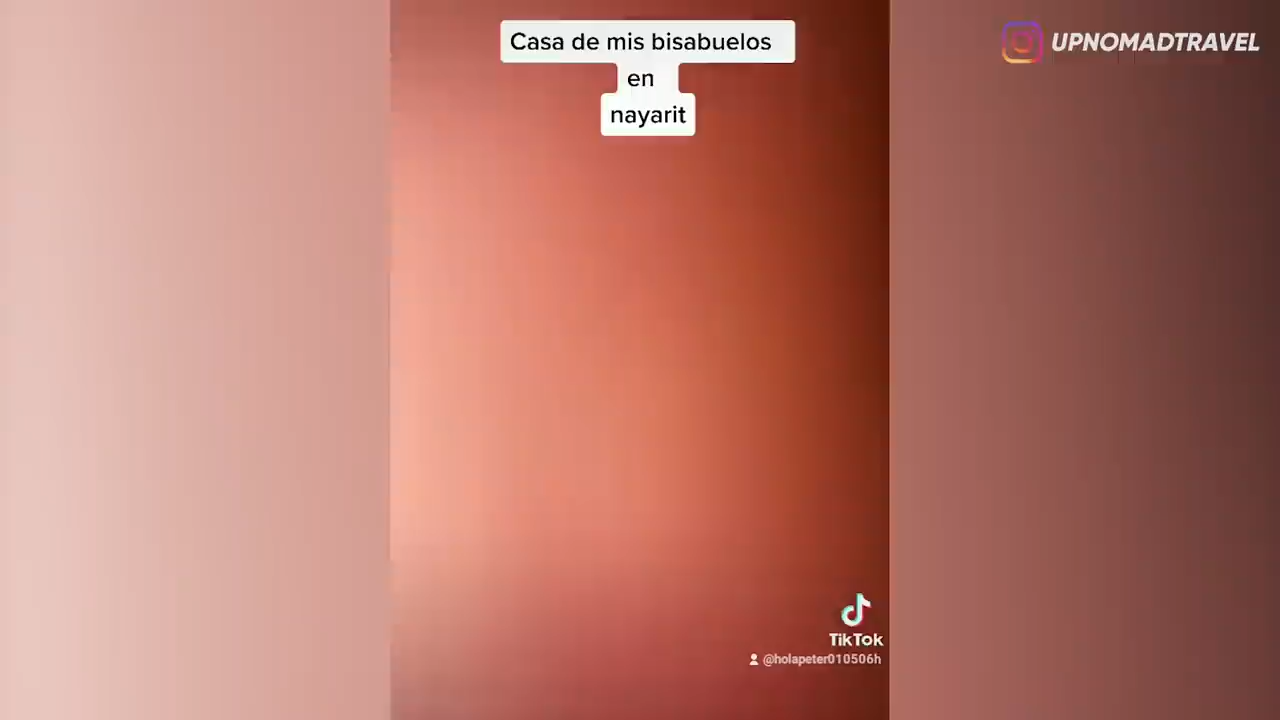 Casa de mis bisabuelos
en
nayarit
UPNOMADTRAVEL
TikTok
@holapeter010506h